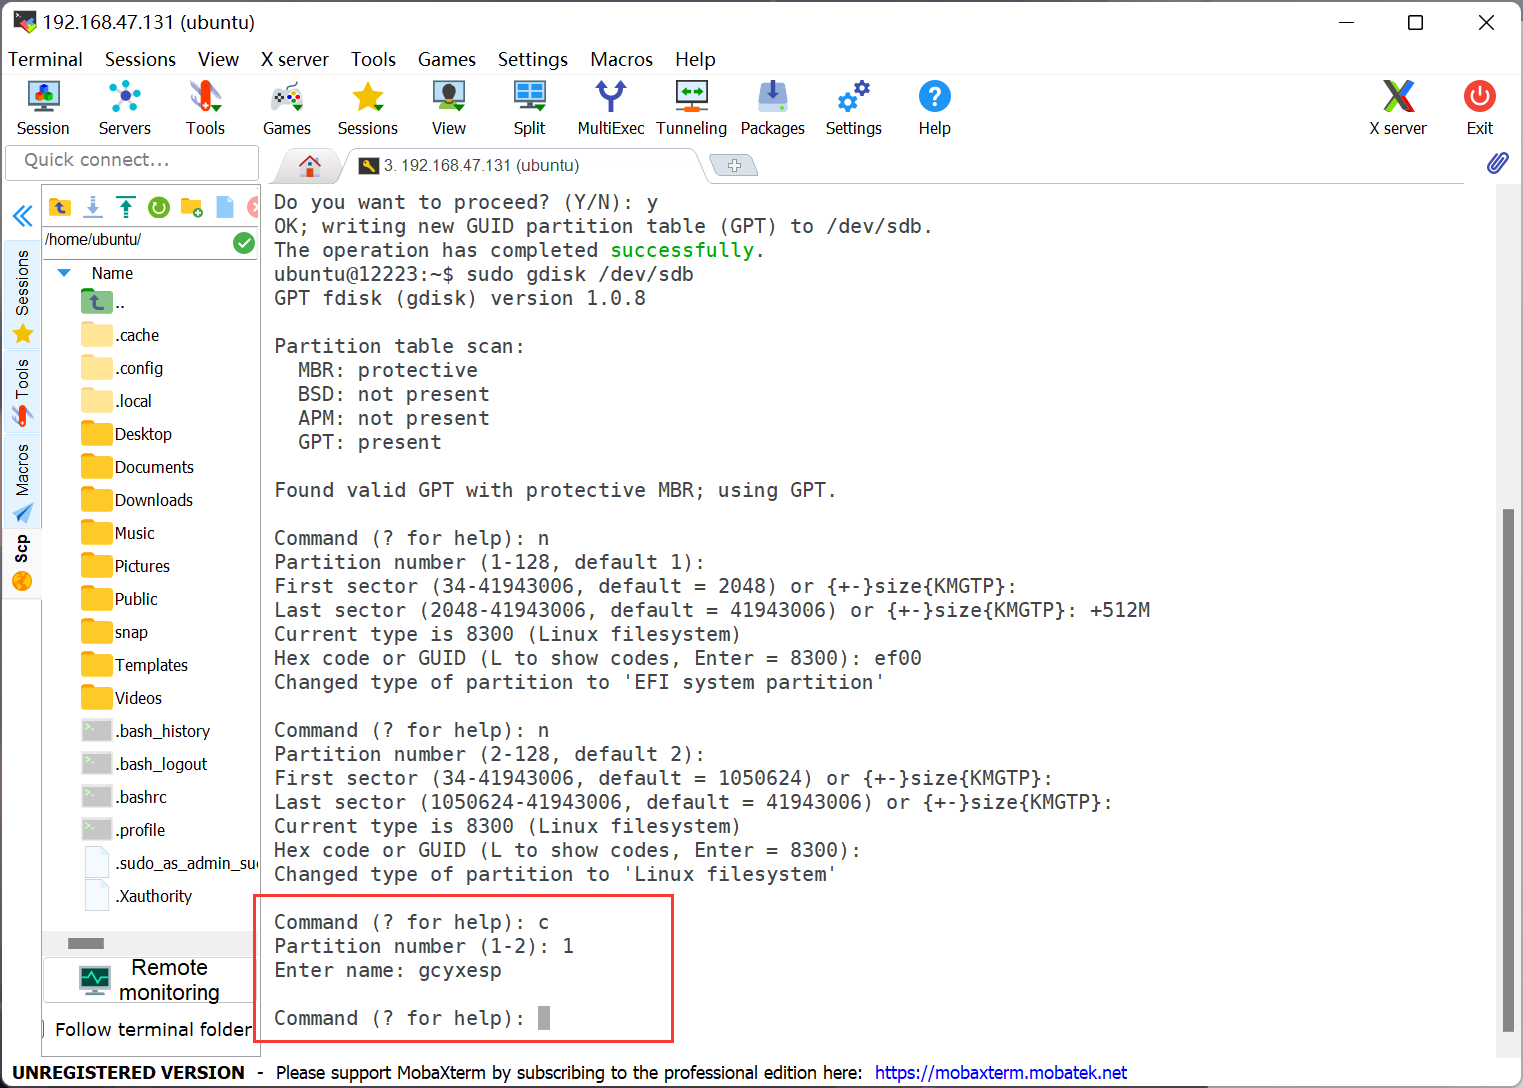 192.168.47.131 (ubuntu)
Terminal Sessions View X server Tools Games Settings Macros Help
Session Servers Tools Games Sessions View Split MultiExec Tunneling Packages Settings Help X server Exit
Quick connect...
3. 192.168.47.131 (ubuntu)
/home/ubuntu/
Name
..
.cache
.config
.local
Desktop
Documents
Downloads
Music
Pictures
Public
snap
Templates
Videos
.bash_history
.bash_logout
.bashrc
.profile
.sudo_as_admin_su
.Xauthority
Sessions
Tools
Macros
Scp
Remote
monitoring
Follow terminal folder
Do you want to proceed? (Y/N): y
OK; writing new GUID partition table (GPT) to /dev/sdb.
The operation has completed successfully.
ubuntu@12223:~$ sudo gdisk /dev/sdb
GPT fdisk (gdisk) version 1.0.8
Partition table scan:
MBR: protective
BSD: not present
APM: not present
GPT: present
Found valid GPT with protective MBR; using GPT.
Command (? for help): n
Partition number (1-128, default 1):
First sector (34-41943006, default = 2048) or {+-}size{KMGTP}:
Last sector (2048-41943006, default = 41943006) or {+-}size{KMGTP}: +512M
Current type is 8300 (Linux filesystem)
Hex code or GUID (L to show codes, Enter = 8300): ef00
Changed type of partition to 'EFI system partition'
Command (? for help): n
Partition number (2-128, default 2):
First sector (34-41943006, default = 1050624) or {+-}size{KMGTP}:
Last sector (1050624-41943006, default = 41943006) or {+-}size{KMGTP}:
Current type is 8300 (Linux filesystem)
Hex code or GUID (L to show codes, Enter = 8300):
Changed type of partition to 'Linux filesystem'
Command (? for help): c
Partition number (1-2): 1
Enter name: gcyxesp
Command (? for help):
UNREGISTERED VERSION - Please support MobaXterm by subscribing to the professional edition here: https://mobaxterm.mobatek.net